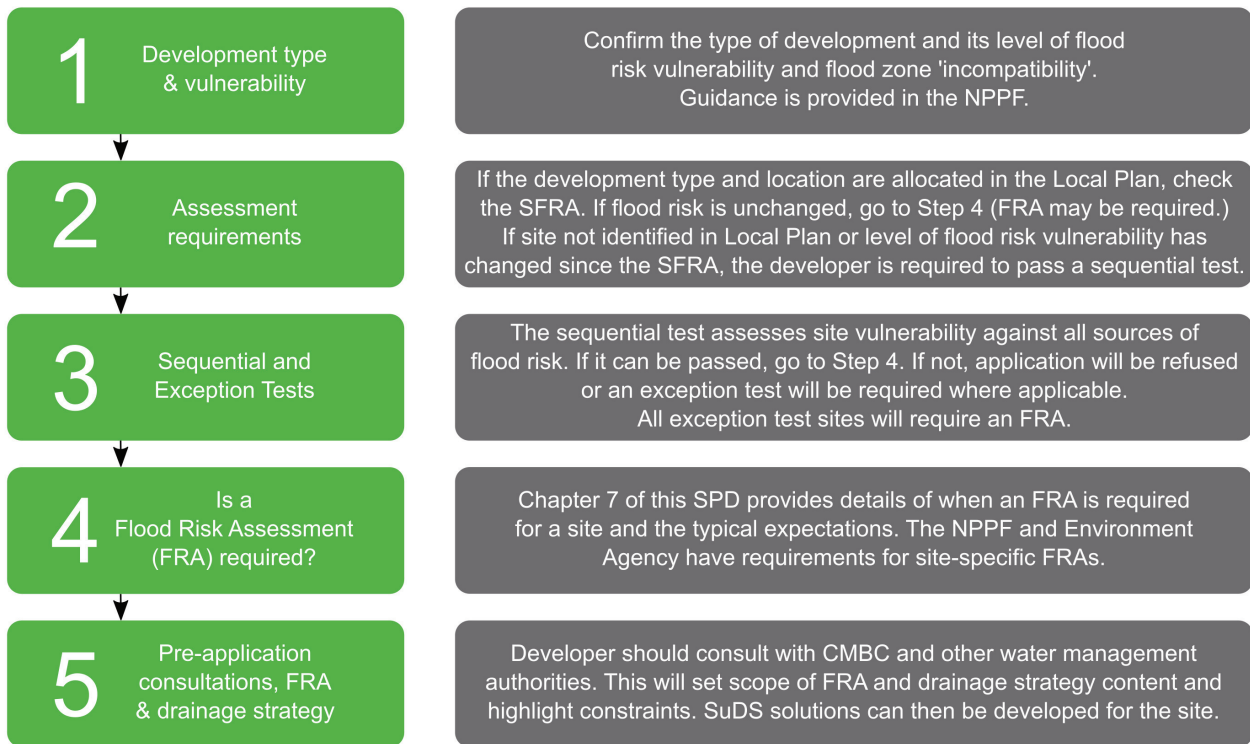 1
Development type
& vulnerability
Confirm the type of development and its level of flood
risk vulnerability and flood zone 'incompatibility'.
Guidance is provided in the NPPF.
2
Assessment
requirements
If the development type and location are allocated in the Local Plan, check
the SFRA. If flood risk is unchanged, go to Step 4 (FRA may be required.)
If site not identified in Local Plan or level of flood risk vulnerability has
changed since the SFRA, the developer is required to pass a sequential test.
3
Sequential and
Exception Tests
The sequential test assesses site vulnerability against all sources of
flood risk. If it can be passed, go to Step 4. If not, application will be refused
or an exception test will be required where applicable.
All exception test sites will require an FRA.
4
Is a
Flood Risk Assessment
(FRA) required?
Chapter 7 of this SPD provides details of when an FRA is required
for a site and the typical expectations. The NPPF and Environment
Agency have requirements for site-specific FRAs.
5
Pre-application
consultations, FRA
& drainage strategy
Developer should consult with CMBC and other water management
authorities. This will set scope of FRA and drainage strategy content and
highlight constraints. SuDS solutions can then be developed for the site.